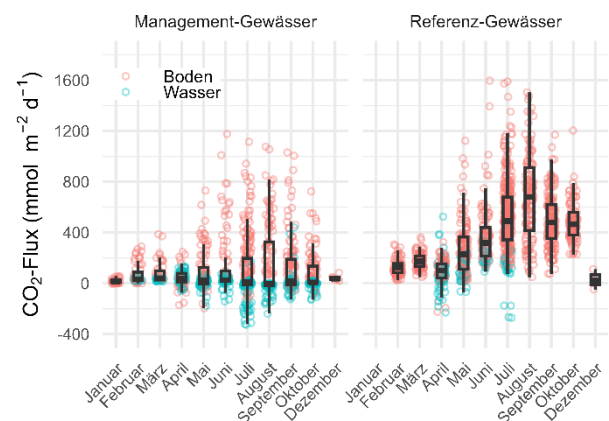 Management-Gewässer
Referenz-Gewässer
CO₂-Flux (mmol m⁻² d⁻¹)
1600
1200
800
400
0
-400
Boden
Wasser
Januar
Februar
März
April
Mai
Juni
Juli
August
September
Oktober
Dezember
Januar
Februar
März
April
Mai
Juni
Juli
August
September
Oktober
Dezember